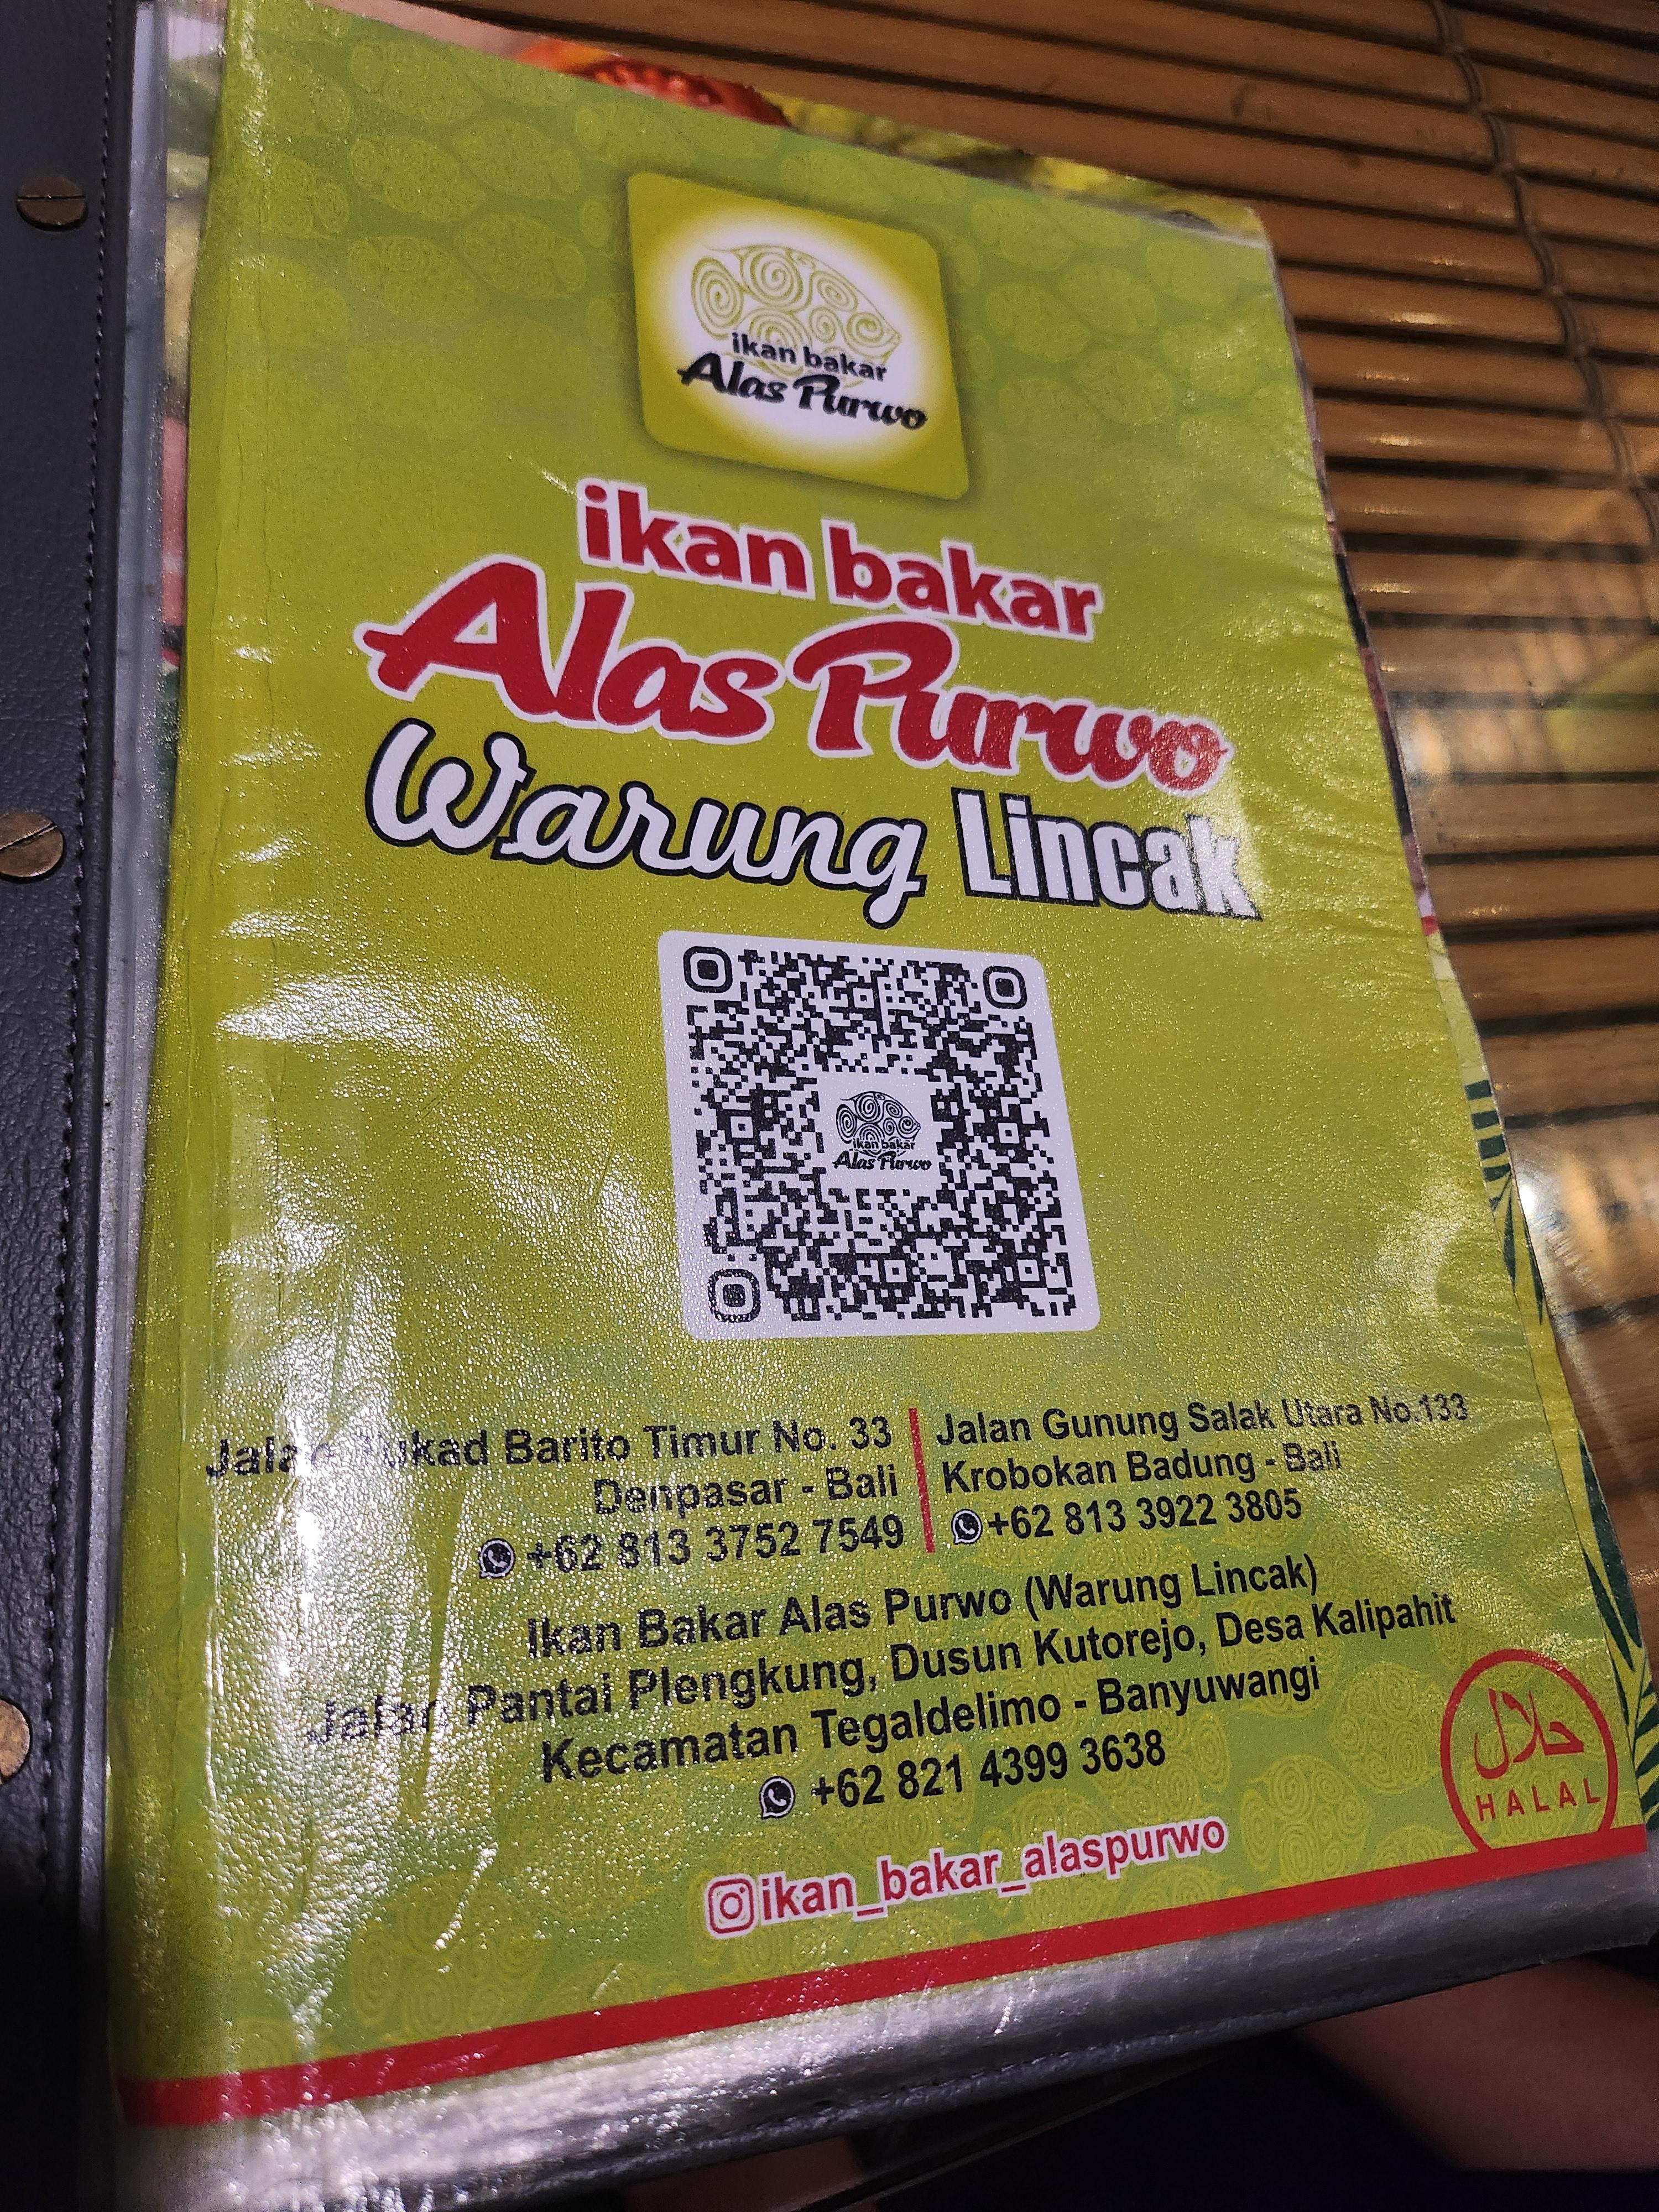 ikan bakar
Alas Purwo
ikan bakar
Alas Purwo
Warung Lincak
ikan bakar
Alas Purwo
Jalan Tukad Barito Timur No. 33
Denpasar - Bali
+62 813 3752 7549
Jalan Gunung Salak Utara No.133
Krobokan Badung - Bali
+62 813 3922 3805
Ikan Bakar Alas Purwo (Warung Lincak)
Jalan Pantai Plengkung, Dusun Kutorejo, Desa Kalipahit
Kecamatan Tegaldelimo - Banyuwangi
+62 821 4399 3638
ikan_bakar_alaspurwo
حلال
HALAL